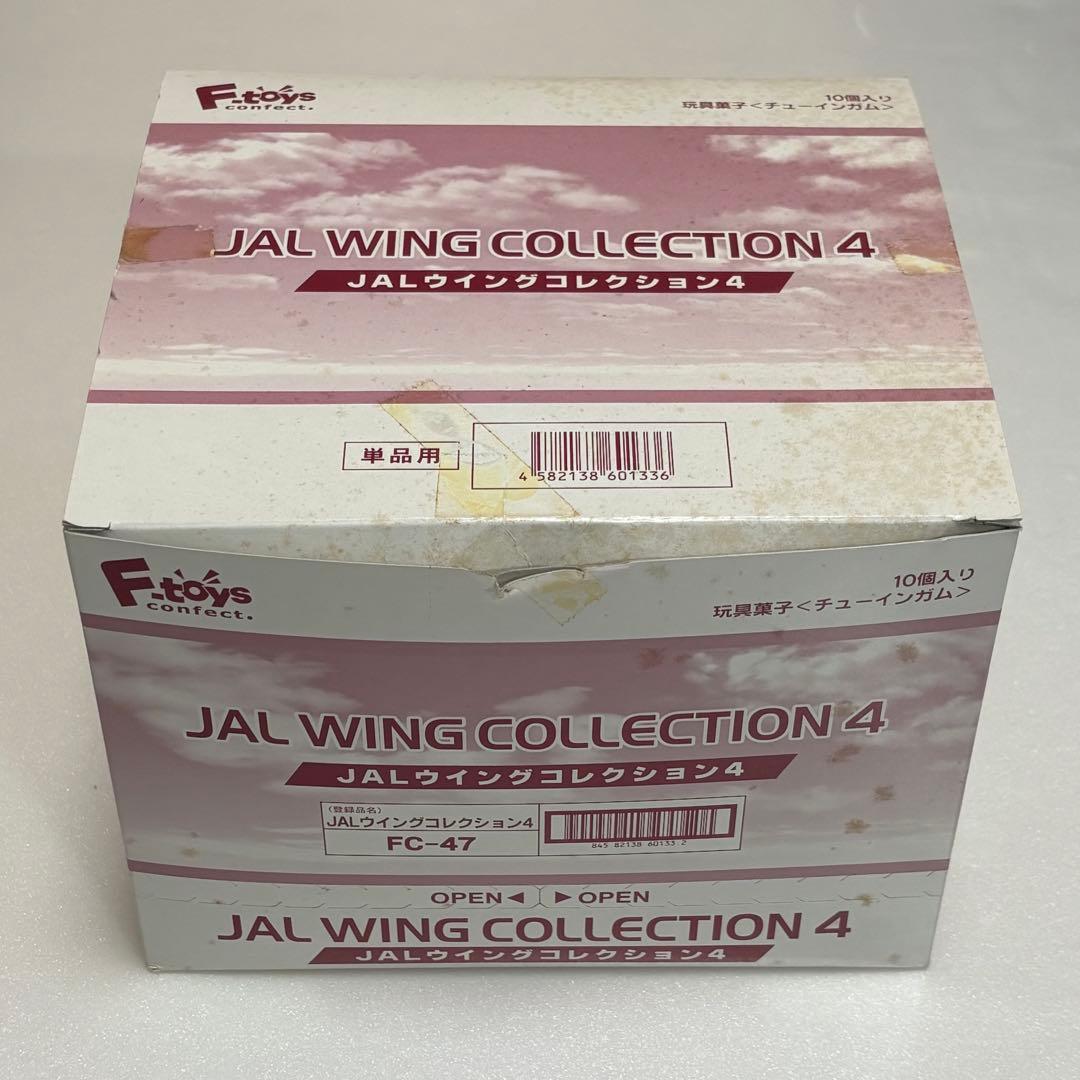 F-toys
confect.
10個入り
玩具菓子<チューインガム>
JAL WING COLLECTION 4
JALウイングコレクション4
単品用
4 582138 601336
F-toys
confect.
10個入り
玩具菓子<チューインガム>
JAL WING COLLECTION 4
JALウイングコレクション4
(登録品名)
JALウイングコレクション4
FC-47
845 82138 60133 2
OPEN◀ ▶OPEN
JAL WING COLLECTION 4
JALウイングコレクション4